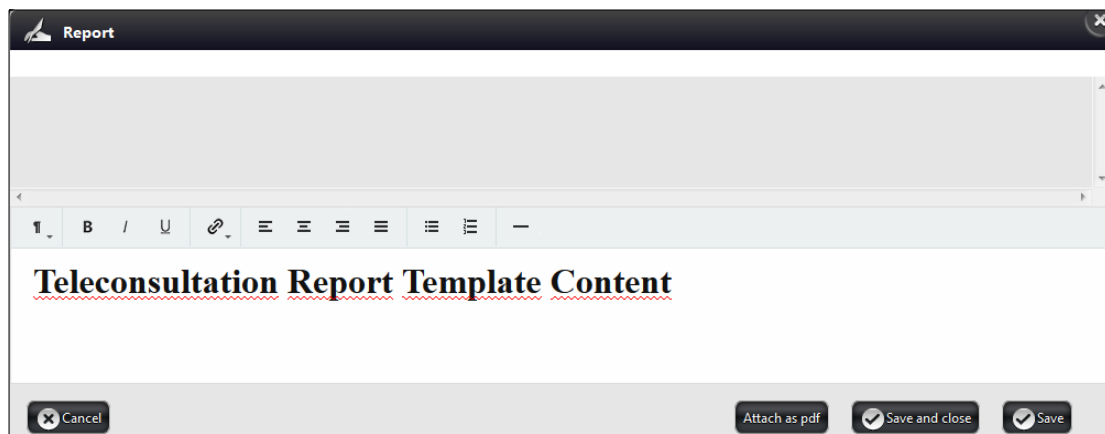 Report
B I U
Teleconsultation Report Template Content
Cancel Attach as pdf Save and close Save